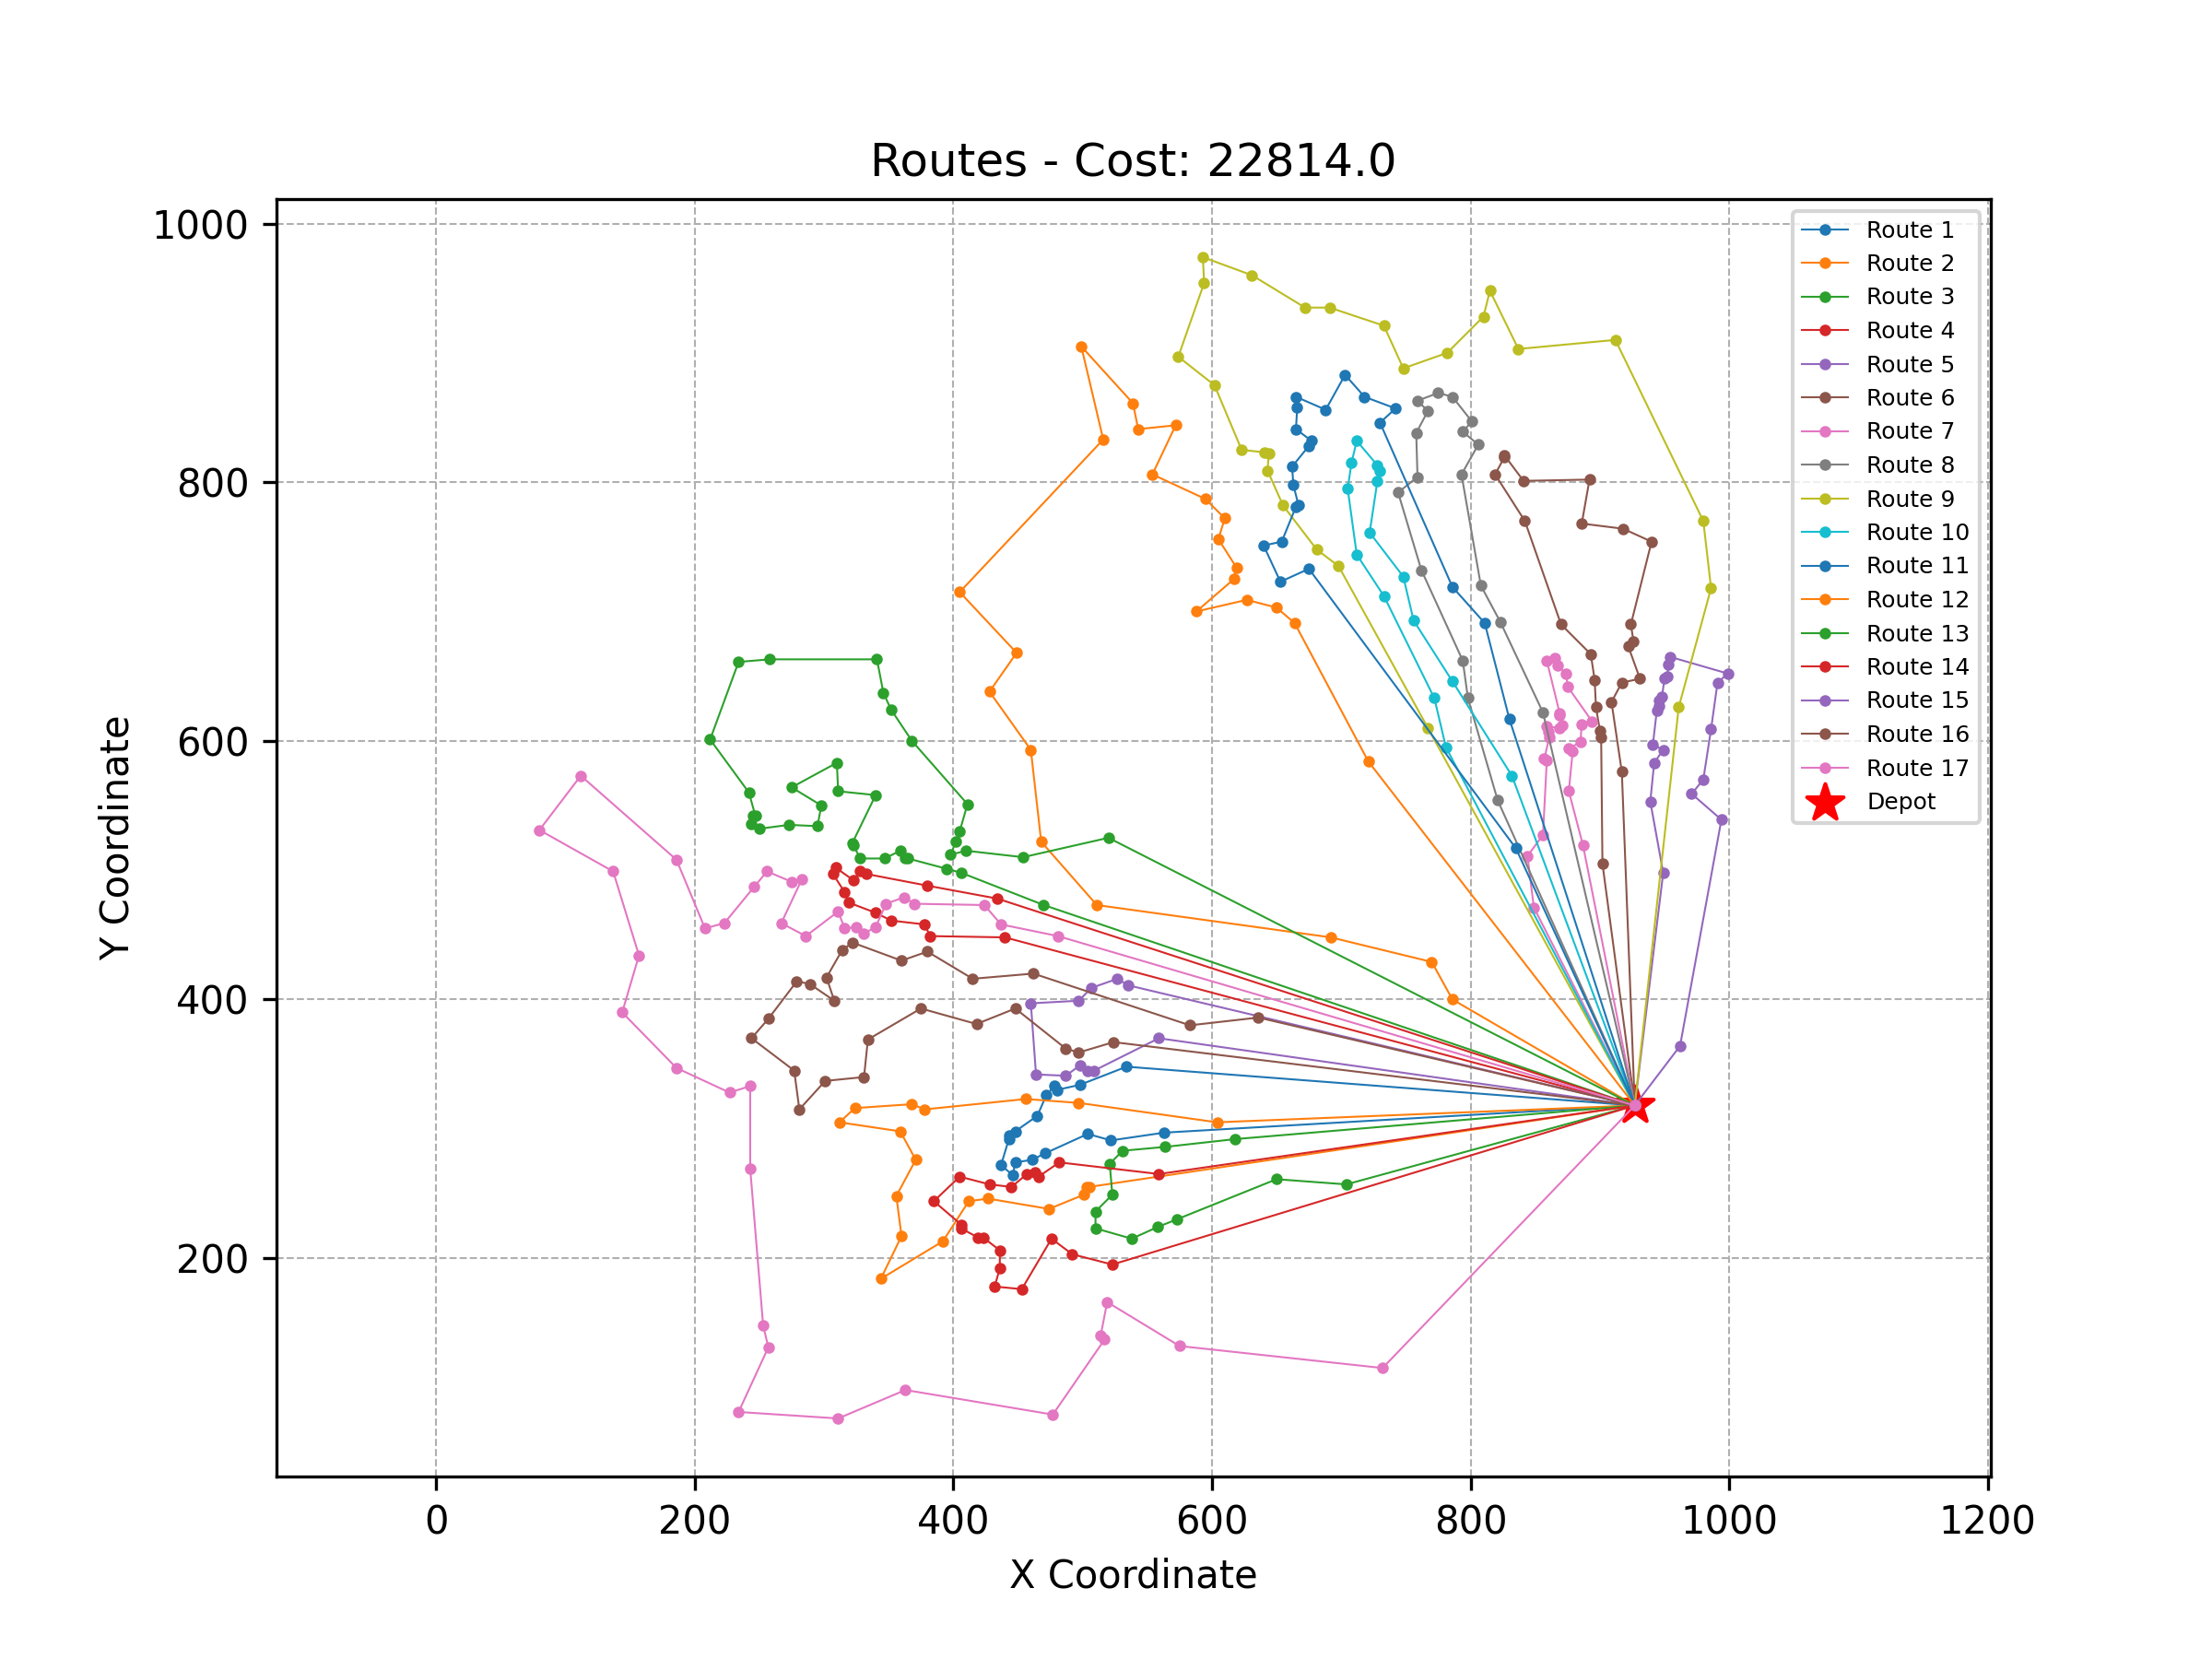 Routes - Cost: 22814.0
1000
800
600
400
200
Y Coordinate
0
200
400
600
800
1000
1200
X Coordinate
Route 1
Route 2
Route 3
Route 4
Route 5
Route 6
Route 7
Route 8
Route 9
Route 10
Route 11
Route 12
Route 13
Route 14
Route 15
Route 16
Route 17
Depot